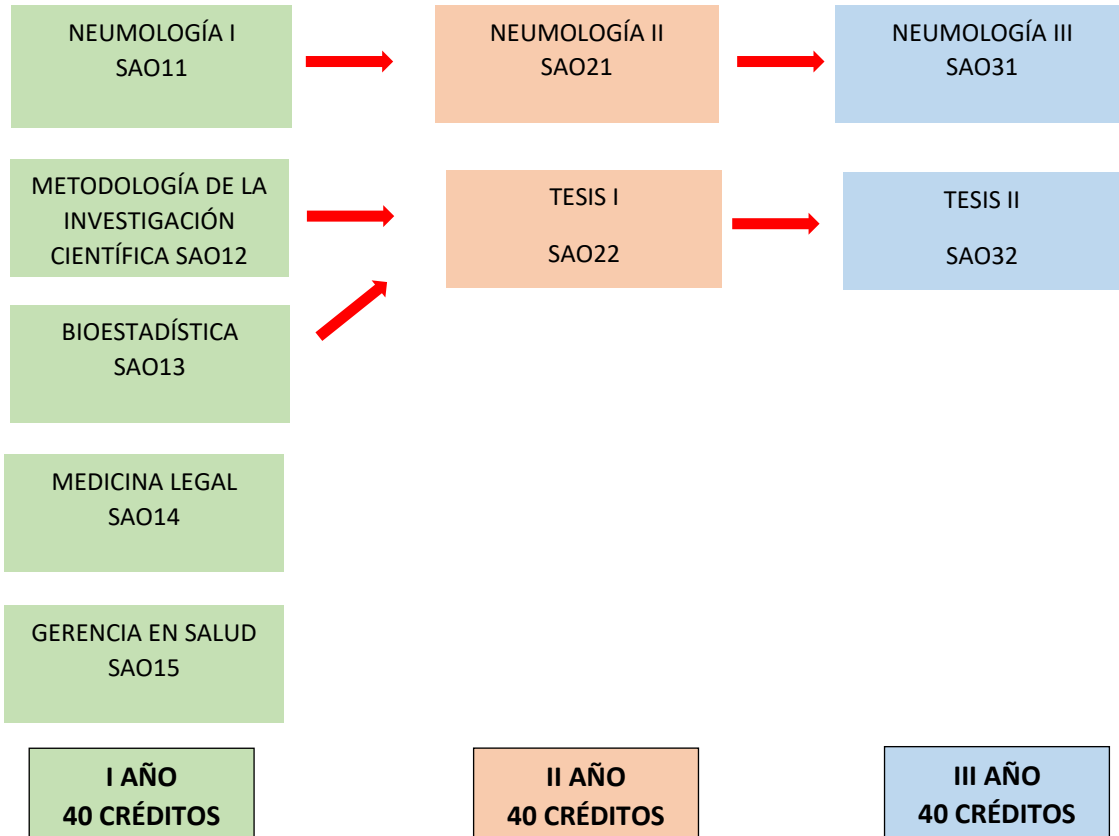 NEUMOLOGÍA I
SAO11
NEUMOLOGÍA II
SAO21
NEUMOLOGÍA III
SAO31
METODOLOGÍA DE LA
INVESTIGACIÓN
CIENTÍFICA SAO12
TESIS I
SAO22
TESIS II
SAO32
BIOESTADÍSTICA
SAO13
MEDICINA LEGAL
SAO14
GERENCIA EN SALUD
SAO15
I AÑO
40 CRÉDITOS
II AÑO
40 CRÉDITOS
III AÑO
40 CRÉDITOS